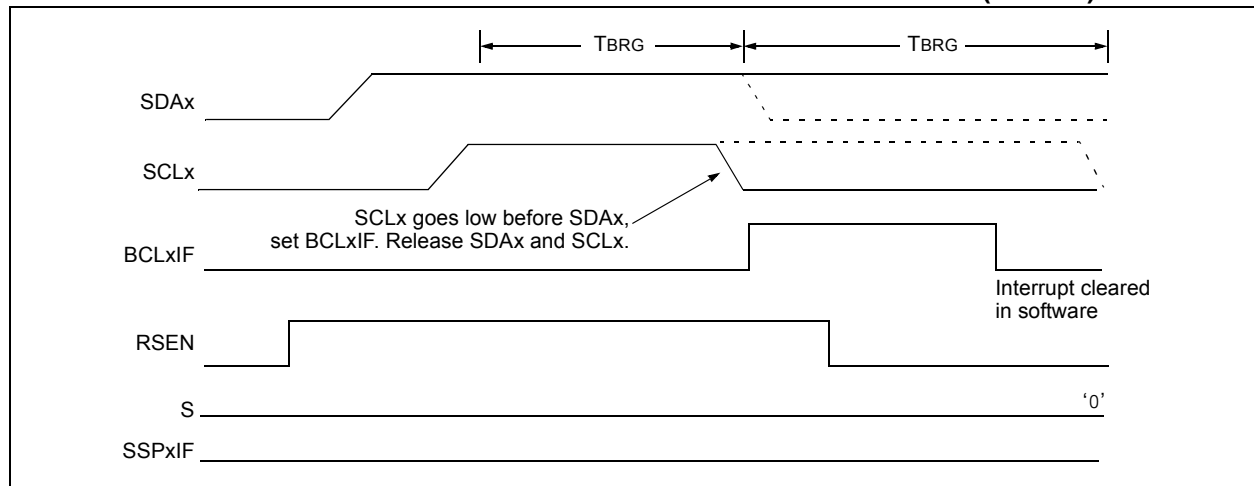 TBRG
TBRG
SDAx
SCLx
SCLx goes low before SDAx,
set BCLxIF. Release SDAx and SCLx.
BCLxIF
Interrupt cleared
in software
RSEN
S
‘0’
SSPxIF